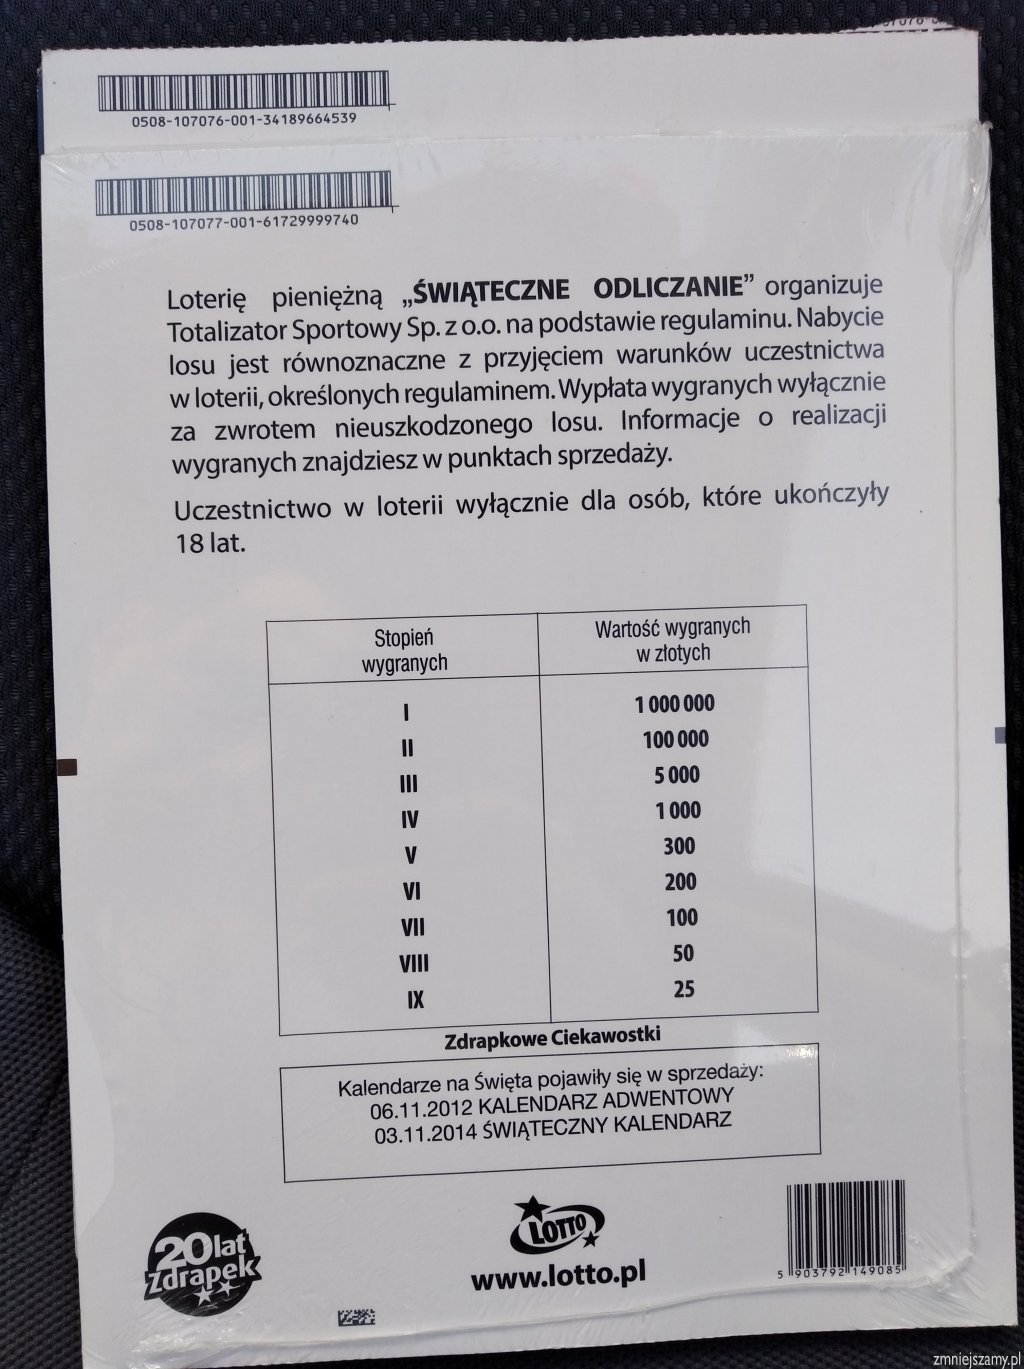 0508-107076-001-34189664539
0508-107077-001-61729999740
Loterię pieniężną „ŚWIĄTECZNE ODLICZANIE” organizuje
Totalizator Sportowy Sp. z o.o. na podstawie regulaminu. Nabycie
losu jest równoznaczne z przyjęciem warunków uczestnictwa
w loterii, określonych regulaminem. Wypłata wygranych wyłącznie
za zwrotem nieuszkodzonego losu. Informacje o realizacji
wygranych znajdziesz w punktach sprzedaży.
Uczestnictwo w loterii wyłącznie dla osób, które ukończyły
18 lat.
Stopień wygranych Wartość wygranych w złotych
I 1 000 000
II 100 000
III 5 000
IV 1 000
V 300
VI 200
VII 100
VIII 50
IX 25
Zdrapkowe Ciekawostki
Kalendarze na Święta pojawiły się w sprzedaży:
06.11.2012 KALENDARZ ADWENTOWY
03.11.2014 ŚWIĄTECZNY KALENDARZ
20 lat
Zdrapek
LOTTO
www.lotto.pl
5 903792 149085
zmniejszamy.pl